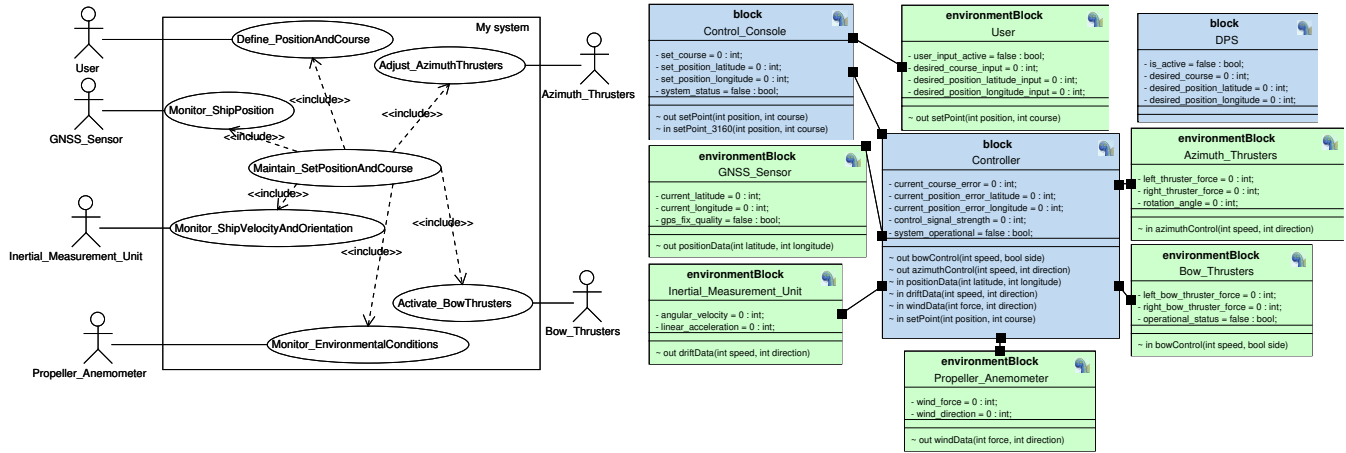 My system
Define_PositionAndCourse
User
Adjust_AzimuthThrusters
Azimuth_Thrusters
<<include>>
Monitor_ShipPosition
<<include>>
GNSS_Sensor
<<include>>
Maintain_SetPositionAndCourse
<<include>>
<<include>>
Monitor_ShipVelocityAndOrientation
Inertial_Measurement_Unit
<<include>>
Activate_BowThrusters
Bow_Thrusters
Monitor_EnvironmentalConditions
Propeller_Anemometer
block
Control_Console
- set_course = 0 : int;
- set_position_latitude = 0 : int;
- set_position_longitude = 0 : int;
- system_status = false : bool;
~ out setPoint(int position, int course)
~ in setPoint_3160(int position, int course)
environmentBlock
User
- user_input_active = false : bool;
- desired_course_input = 0 : int;
- desired_position_latitude_input = 0 : int;
- desired_position_longitude_input = 0 : int;
~ out setPoint(int position, int course)
block
DPS
- is_active = false : bool;
- desired_course = 0 : int;
- desired_position_latitude = 0 : int;
- desired_position_longitude = 0 : int;
environmentBlock
GNSS_Sensor
- current_latitude = 0 : int;
- current_longitude = 0 : int;
- gps_fix_quality = false : bool;
~ out positionData(int latitude, int longitude)
block
Controller
- current_course_error = 0 : int;
- current_position_error_latitude = 0 : int;
- current_position_error_longitude = 0 : int;
- control_signal_strength = 0 : int;
- system_operational = false : bool;
~ out bowControl(int speed, bool side)
~ out azimuthControl(int speed, int direction)
~ in positionData(int latitude, int longitude)
~ in driftData(int speed, int direction)
~ in windData(int force, int direction)
~ in setPoint(int position, int course)
environmentBlock
Azimuth_Thrusters
- left_thruster_force = 0 : int;
- right_thruster_force = 0 : int;
- rotation_angle = 0 : int;
~ in azimuthControl(int speed, int direction)
environmentBlock
Inertial_Measurement_Unit
- angular_velocity = 0 : int;
- linear_acceleration = 0 : int;
~ out driftData(int speed, int direction)
environmentBlock
Bow_Thrusters
- left_bow_thruster_force = 0 : int;
- right_bow_thruster_force = 0 : int;
- operational_status = false : bool;
~ in bowControl(int speed, bool side)
environmentBlock
Propeller_Anemometer
- wind_force = 0 : int;
- wind_direction = 0 : int;
~ out windData(int force, int direction)